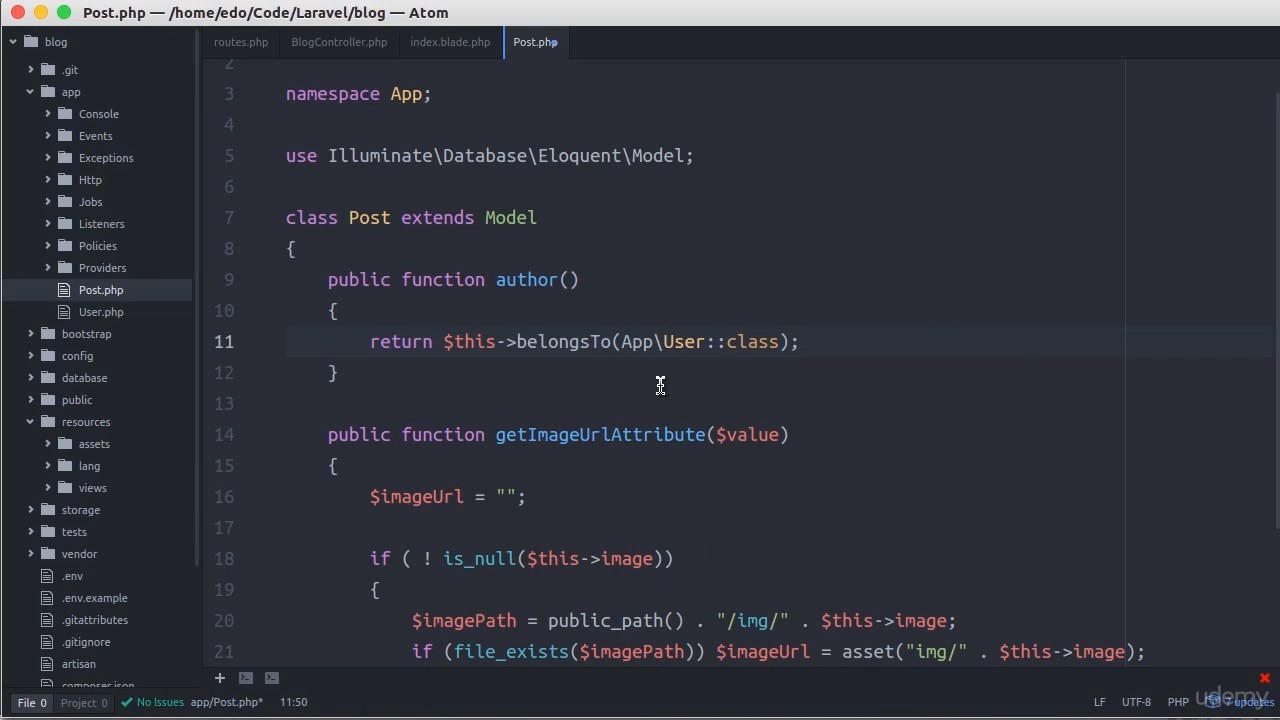 Post.php — /home/edo/Code/Laravel/blog — Atom
blog
.git
app
Console
Events
Exceptions
Http
Jobs
Listeners
Policies
Providers
Post.php
User.php
bootstrap
config
database
public
resources
assets
lang
views
storage
tests
vendor
.env
.env.example
.gitattributes
.gitignore
artisan
composer.json
routes.php BlogController.php index.blade.php Post.php
2
3 namespace App;
4
5 use Illuminate\Database\Eloquent\Model;
6
7 class Post extends Model
8 {
9 public function author()
10 {
11 return $this->belongsTo(App\User::class);
12 }
13
14 public function getImageUrlAttribute($value)
15 {
16 $imageUrl = "";
17
18 if ( ! is_null($this->image))
19 {
20 $imagePath = public_path() . "/img/" . $this->image;
21 if (file_exists($imagePath)) $imageUrl = asset("img/" . $this->image);
File 0 Project 0 No Issues app/Post.php* 11:50 LF UTF-8 PHP 7 updates
udemy